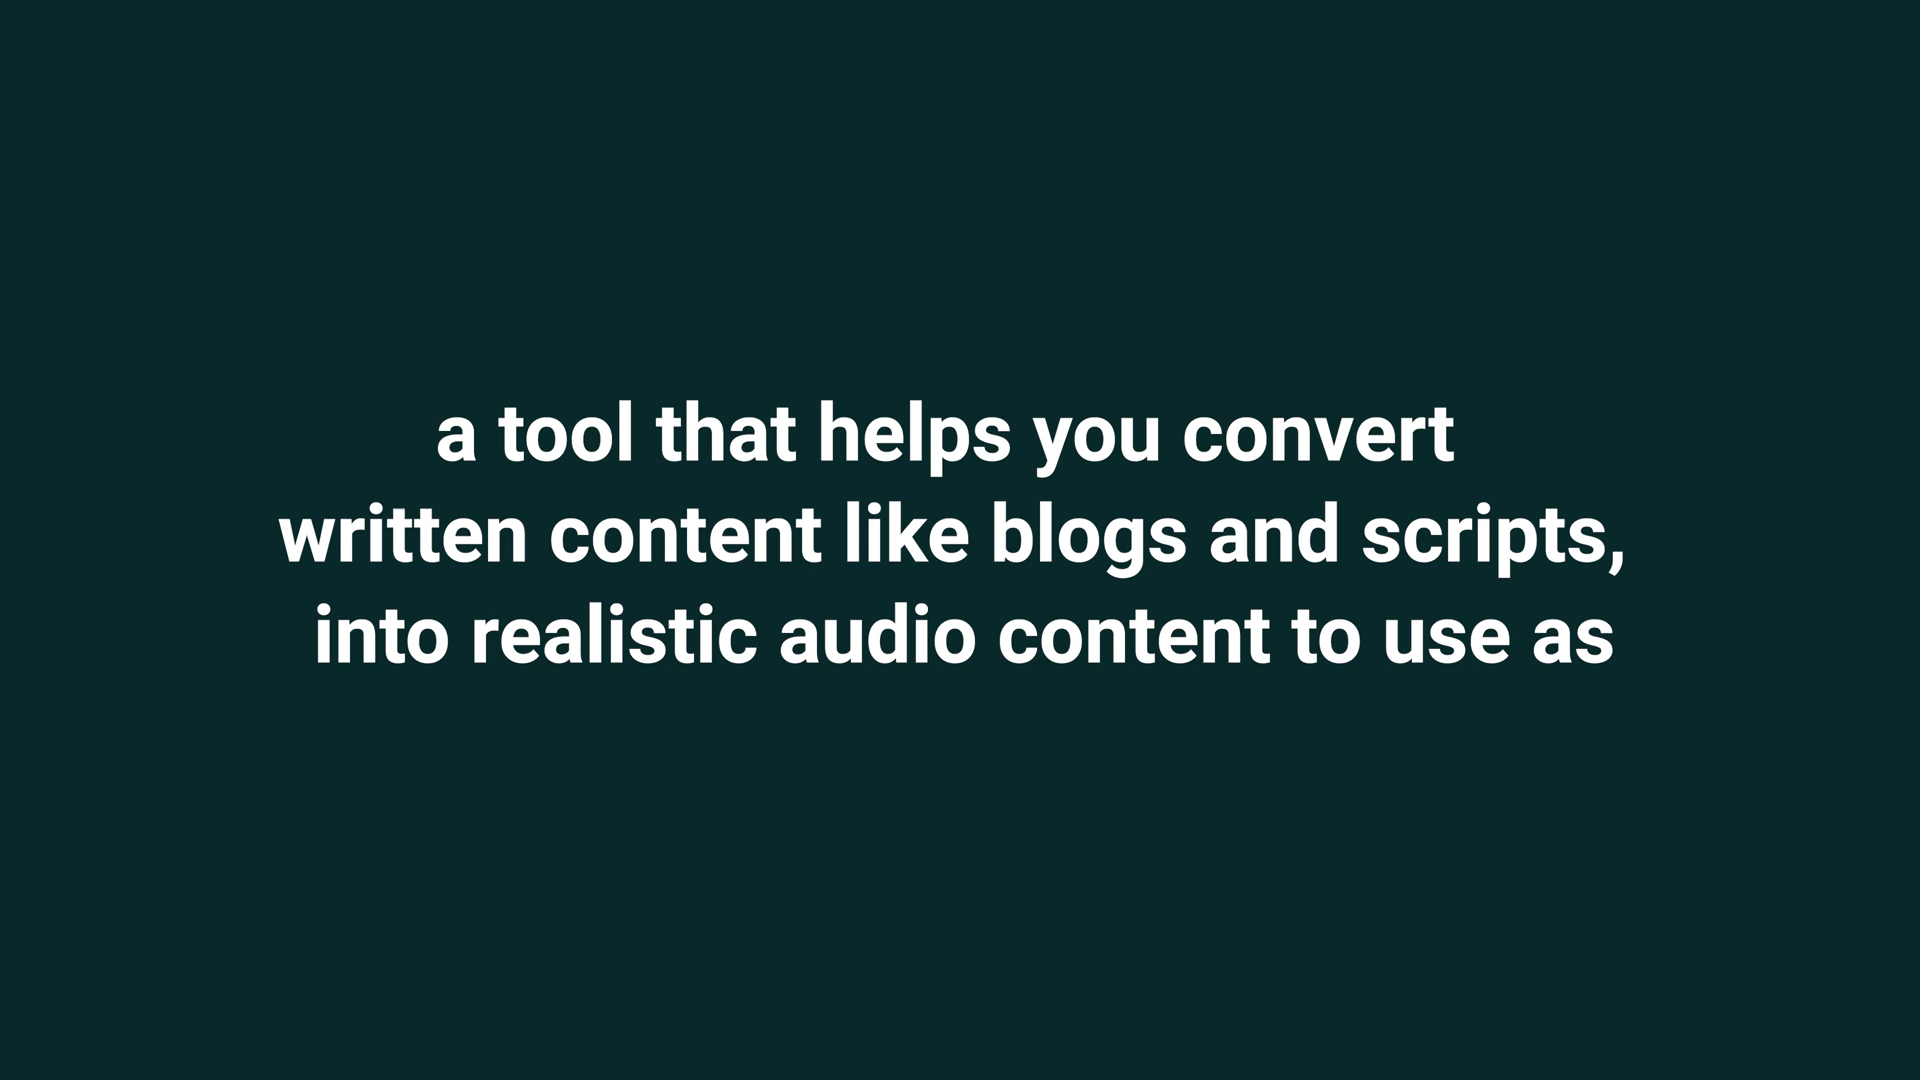 a tool that helps you convert
written content like blogs and scripts,
into realistic audio content to use as